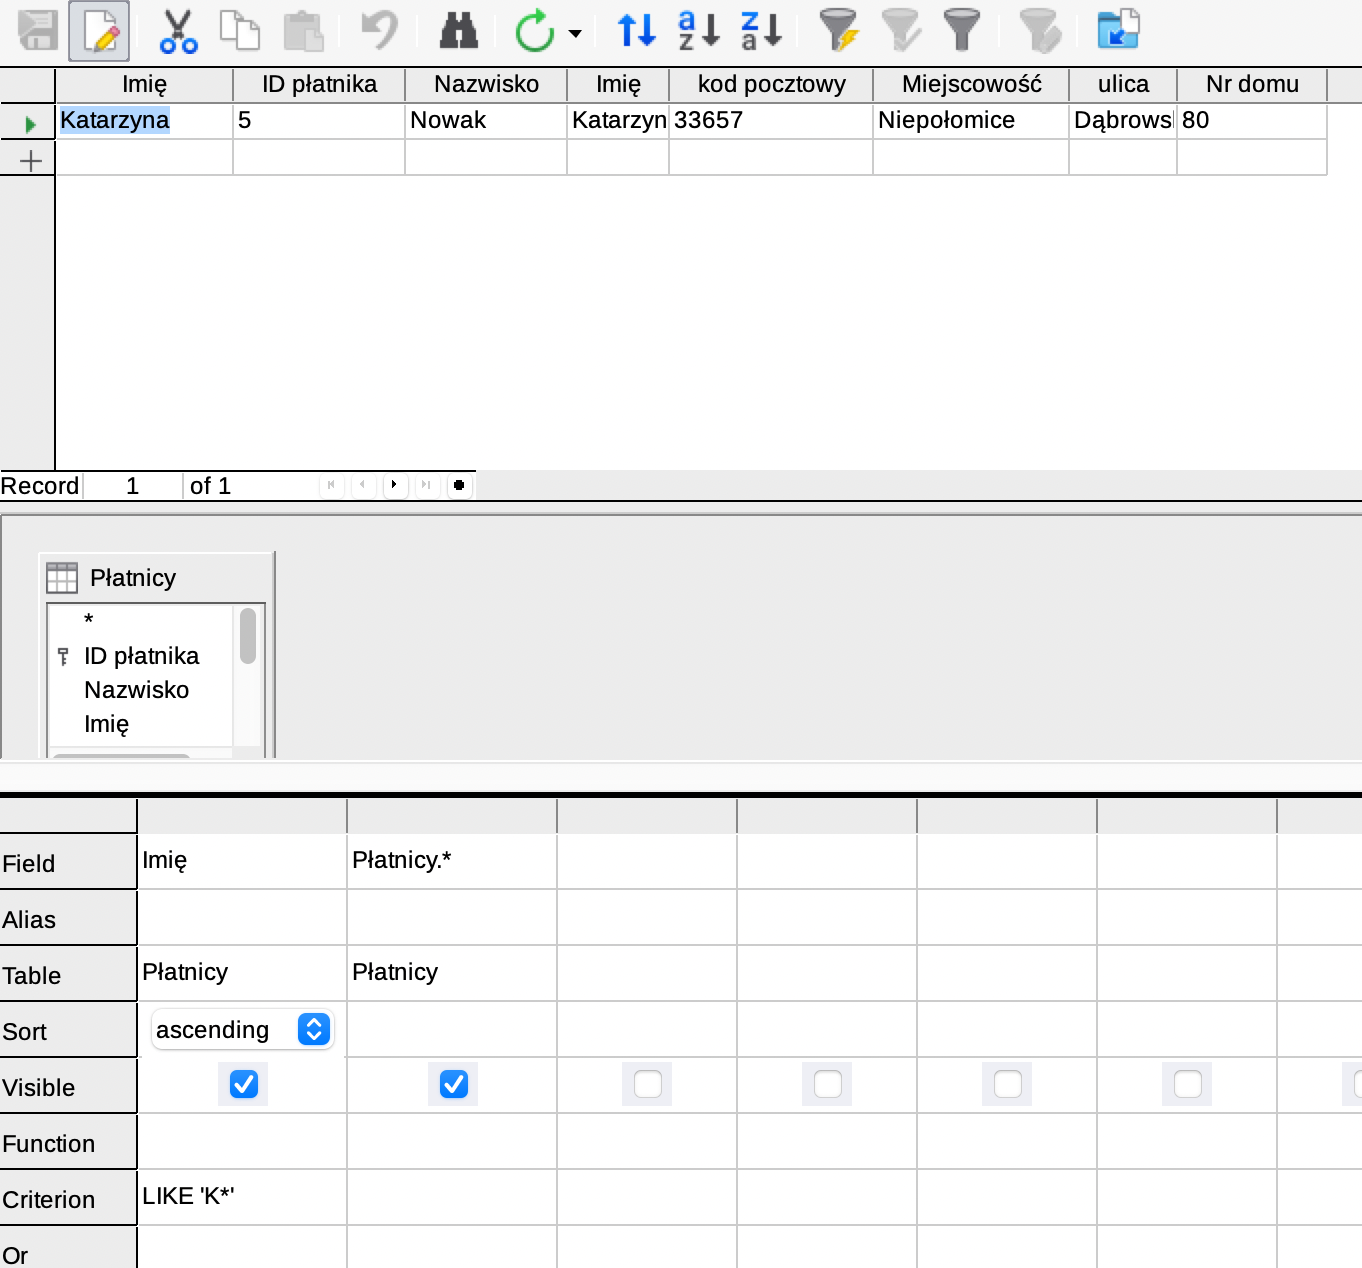 Imię ID płatnika Nazwisko Imię kod pocztowy Miejscowość ulica Nr domu
Katarzyna 5 Nowak Katarzyn 33657 Niepołomice Dąbrows 80
Record 1 of 1
Płatnicy
*
ID płatnika
Nazwisko
Imię
Field Imię Płatnicy.*
Alias
Table Płatnicy Płatnicy
Sort ascending
Visible
Function
Criterion LIKE 'K*'
Or